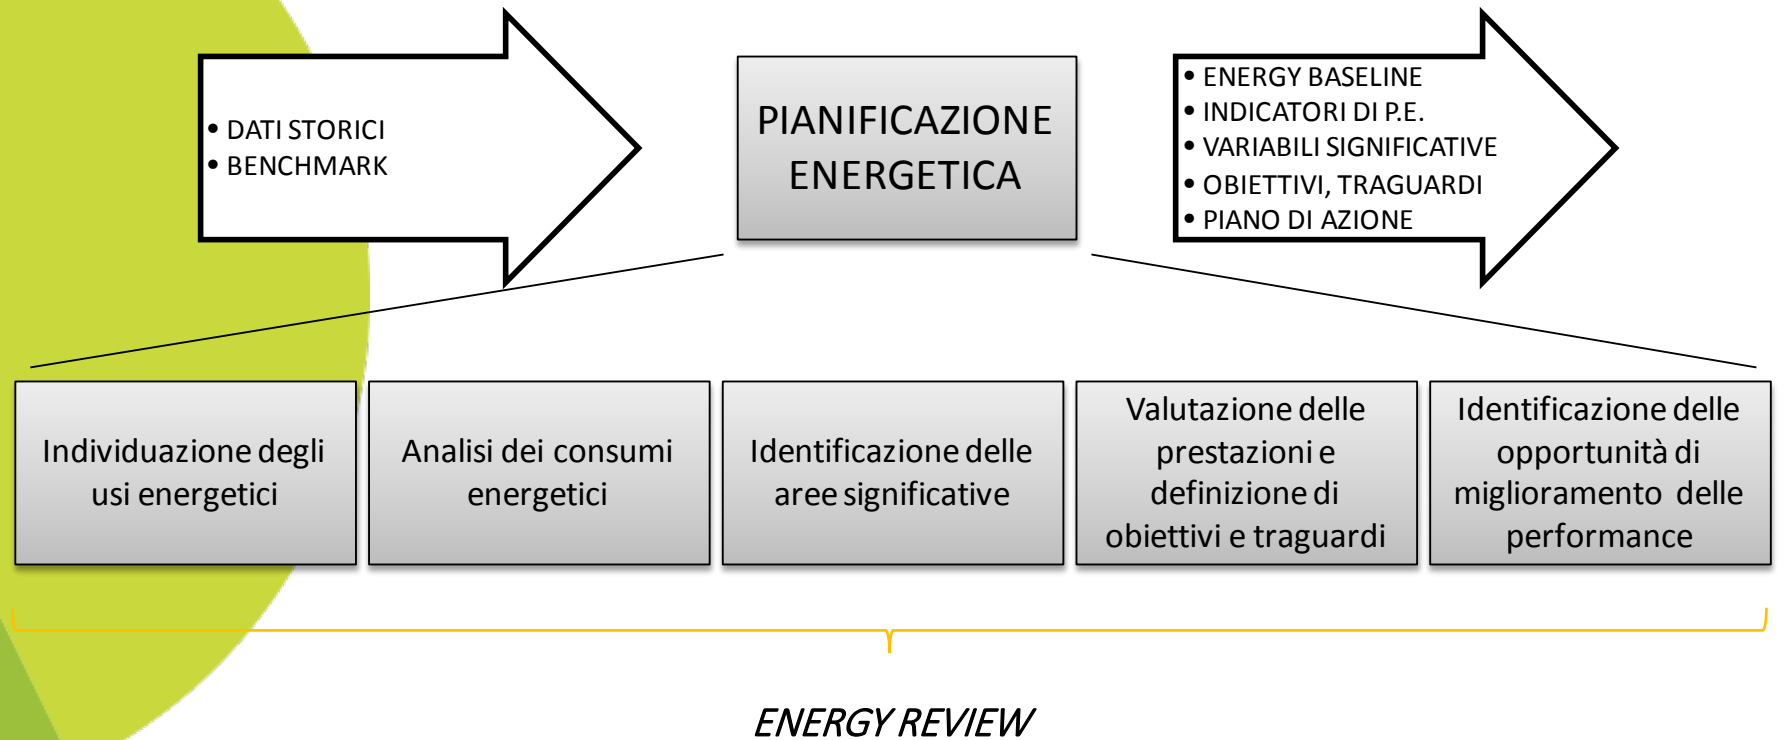 • DATI STORICI
• BENCHMARK
PIANIFICAZIONE
ENERGETICA
• ENERGY BASELINE
• INDICATORI DI P.E.
• VARIABILI SIGNIFICATIVE
• OBIETTIVI, TRAGUARDI
• PIANO DI AZIONE
Individuazione degli
usi energetici
Analisi dei consumi
energetici
Identificazione delle
aree significative
Valutazione delle
prestazioni e
definizione di
obiettivi e traguardi
Identificazione delle
opportunità di
miglioramento delle
performance
ENERGY REVIEW